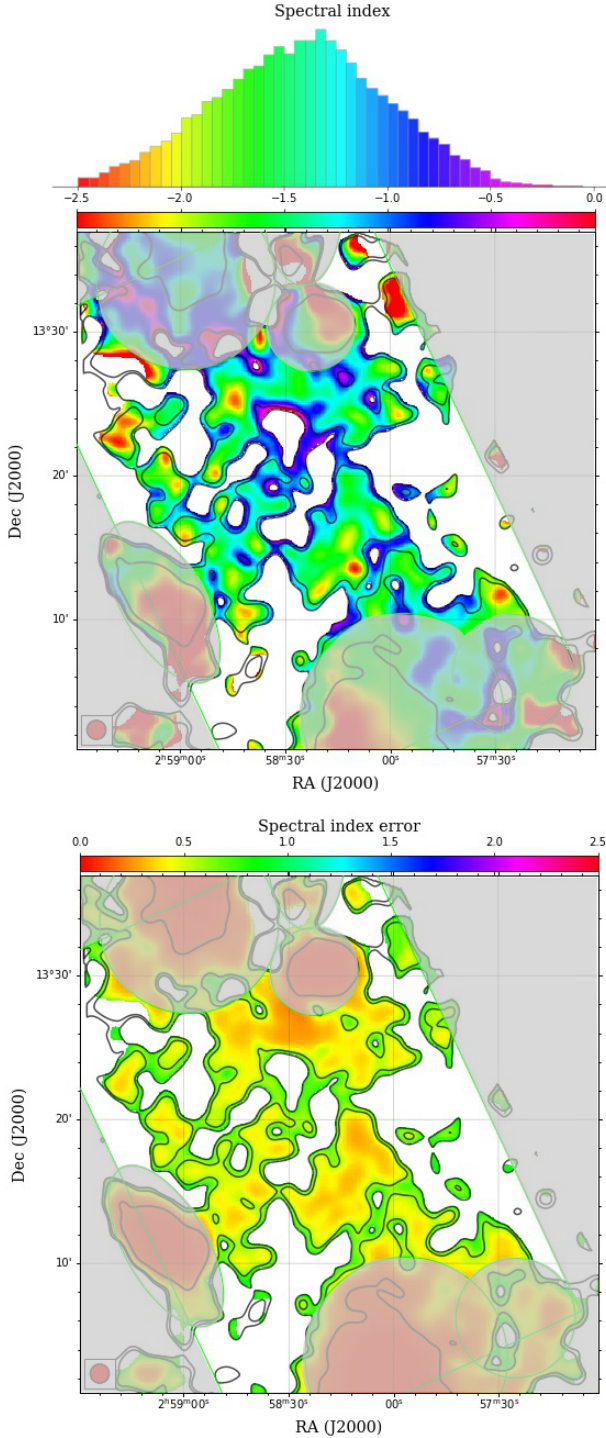 Spectral index
−2.5 −2.0 −1.5 −1.0 −0.5 0.0
13°30'
20'
10'
Dec (J2000)
2ʰ59ᵐ00ˢ 58ᵐ30ˢ 00ˢ 57ᵐ30ˢ
RA (J2000)
Spectral index error
0.0 0.5 1.0 1.5 2.0 2.5
13°30'
20'
10'
Dec (J2000)
2ʰ59ᵐ00ˢ 58ᵐ30ˢ 00ˢ 57ᵐ30ˢ
RA (J2000)